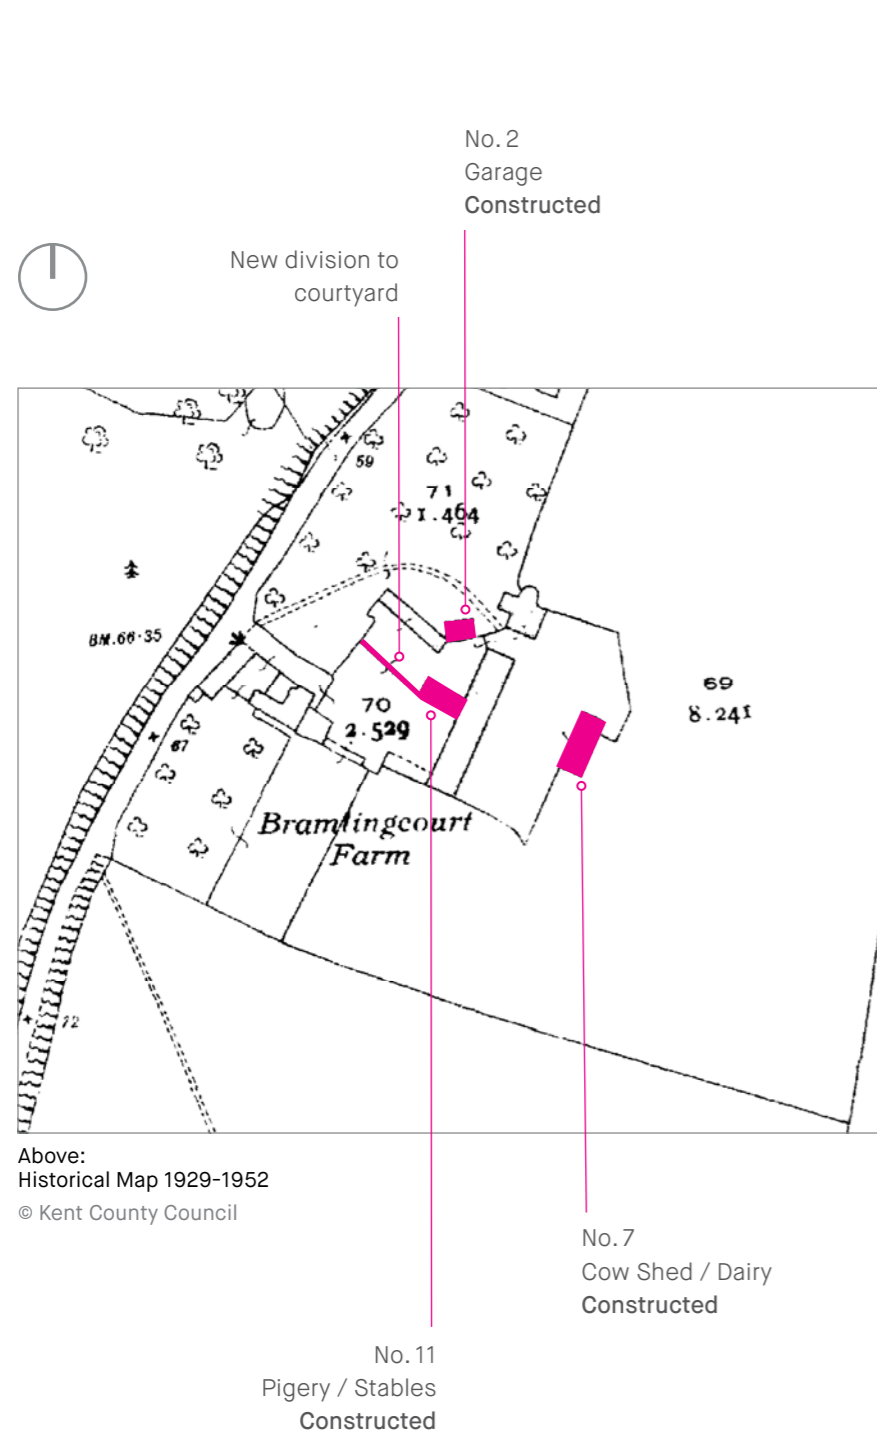 No. 2
Garage
Constructed
New division to
courtyard
59
71
1.464
BM.66·35
69
8.241
70
2.529
67
Bramlingcourt
Farm
72
Above:
Historical Map 1929-1952
© Kent County Council
No. 7
Cow Shed / Dairy
Constructed
No. 11
Pigery / Stables
Constructed